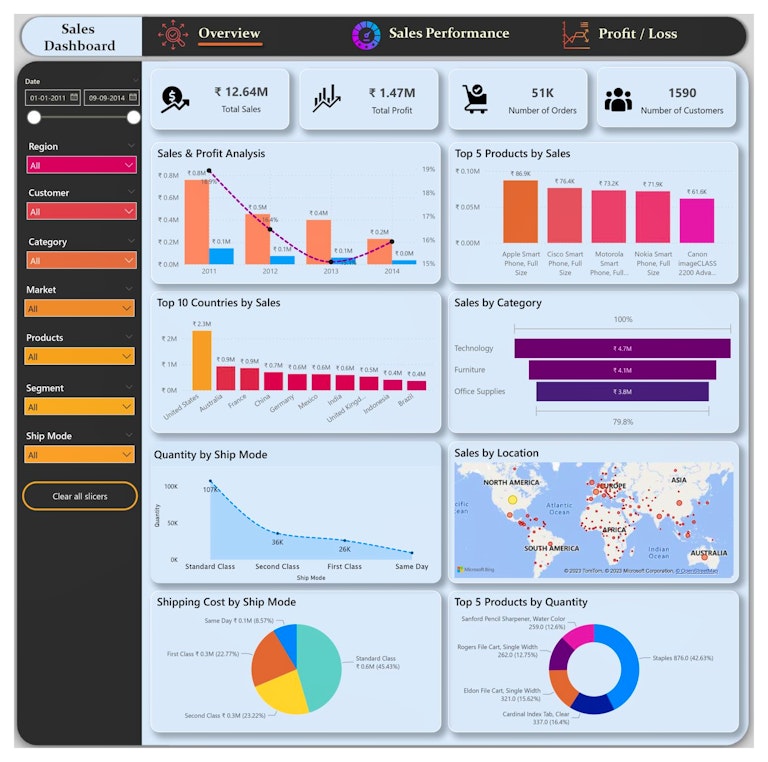 Sales
Dashboard
Overview
Sales Performance
Profit / Loss
Date
01-01-2011
09-09-2014
Region
All
Customer
All
Category
All
Market
All
Products
All
Segment
All
Ship Mode
All
Clear all slicers
₹ 12.64M
Total Sales
₹ 1.47M
Total Profit
51K
Number of Orders
1590
Number of Customers
Sales & Profit Analysis
₹ 0.8M
₹ 0.6M
₹ 0.4M
₹ 0.2M
₹ 0.0M
₹ 0.8M
18.9%
₹ 0.1M
₹ 0.5M
16.4%
₹ 0.1M
₹ 0.4M
₹ 0.1M
₹ 0.2M
₹ 0.0M
19%
18%
17%
16%
15%
2011
2012
2013
2014
Top 5 Products by Sales
₹ 0.10M
₹ 0.05M
₹ 0.00M
₹ 86.9K
₹ 76.4K
₹ 73.2K
₹ 71.9K
₹ 61.6K
Apple Smart
Phone, Full
Size
Cisco Smart
Phone, Full
Size
Motorola
Smart
Phone, Full...
Nokia Smart
Phone, Full
Size
Canon
imageCLASS
2200 Adva...
Top 10 Countries by Sales
₹ 2M
₹ 1M
₹ 0M
₹ 2.3M
₹ 0.9M
₹ 0.9M
₹ 0.7M
₹ 0.6M
₹ 0.6M
₹ 0.6M
₹ 0.5M
₹ 0.4M
₹ 0.4M
United States
Australia
France
China
Germany
Mexico
India
United Kingd...
Indonesia
Brazil
Sales by Category
100%
Technology
₹ 4.7M
Furniture
₹ 4.1M
Office Supplies
₹ 3.8M
79.8%
Quantity by Ship Mode
Quantity
100K
50K
0K
107K
36K
26K
Standard Class
Second Class
First Class
Same Day
Ship Mode
Sales by Location
NORTH AMERICA
EUROPE
ASIA
Atlantic
Ocean
cific
ean
AFRICA
SOUTH AMERICA
Indian
Ocean
AUSTRALIA
Microsoft Bing
© 2023 TomTom, © 2023 Microsoft Corporation, © OpenStreetMap
Shipping Cost by Ship Mode
Same Day ₹ 0.1M (8.57%)
First Class ₹ 0.3M (22.77%)
Standard Class
₹ 0.6M (45.43%)
Second Class ₹ 0.3M (23.22%)
Top 5 Products by Quantity
Sanford Pencil Sharpener, Water Color
259.0 (12.6%)
Rogers File Cart, Single Width
262.0 (12.75%)
Staples 876.0 (42.63%)
Eldon File Cart, Single Width
321.0 (15.62%)
Cardinal Index Tab, Clear
337.0 (16.4%)